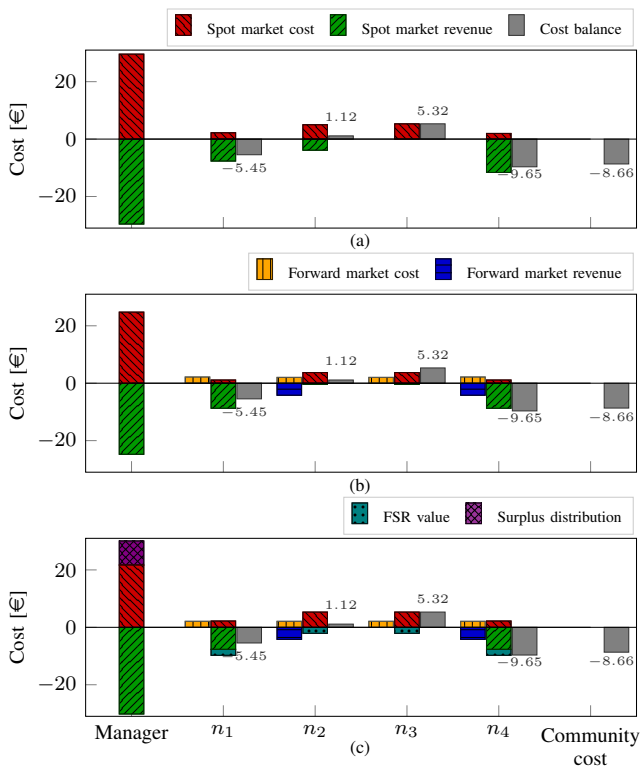 Spot market cost Spot market revenue Cost balance
20
0
−20
Cost [€]
1.12
5.32
−5.45
−9.65
−8.66
(a)
Forward market cost Forward market revenue
20
0
−20
Cost [€]
1.12
5.32
−5.45
−9.65
−8.66
(b)
FSR value Surplus distribution
20
0
−20
Cost [€]
1.12
5.32
−5.45
−9.65
−8.66
Manager n1 n2 n3 n4 Community
cost
(c)